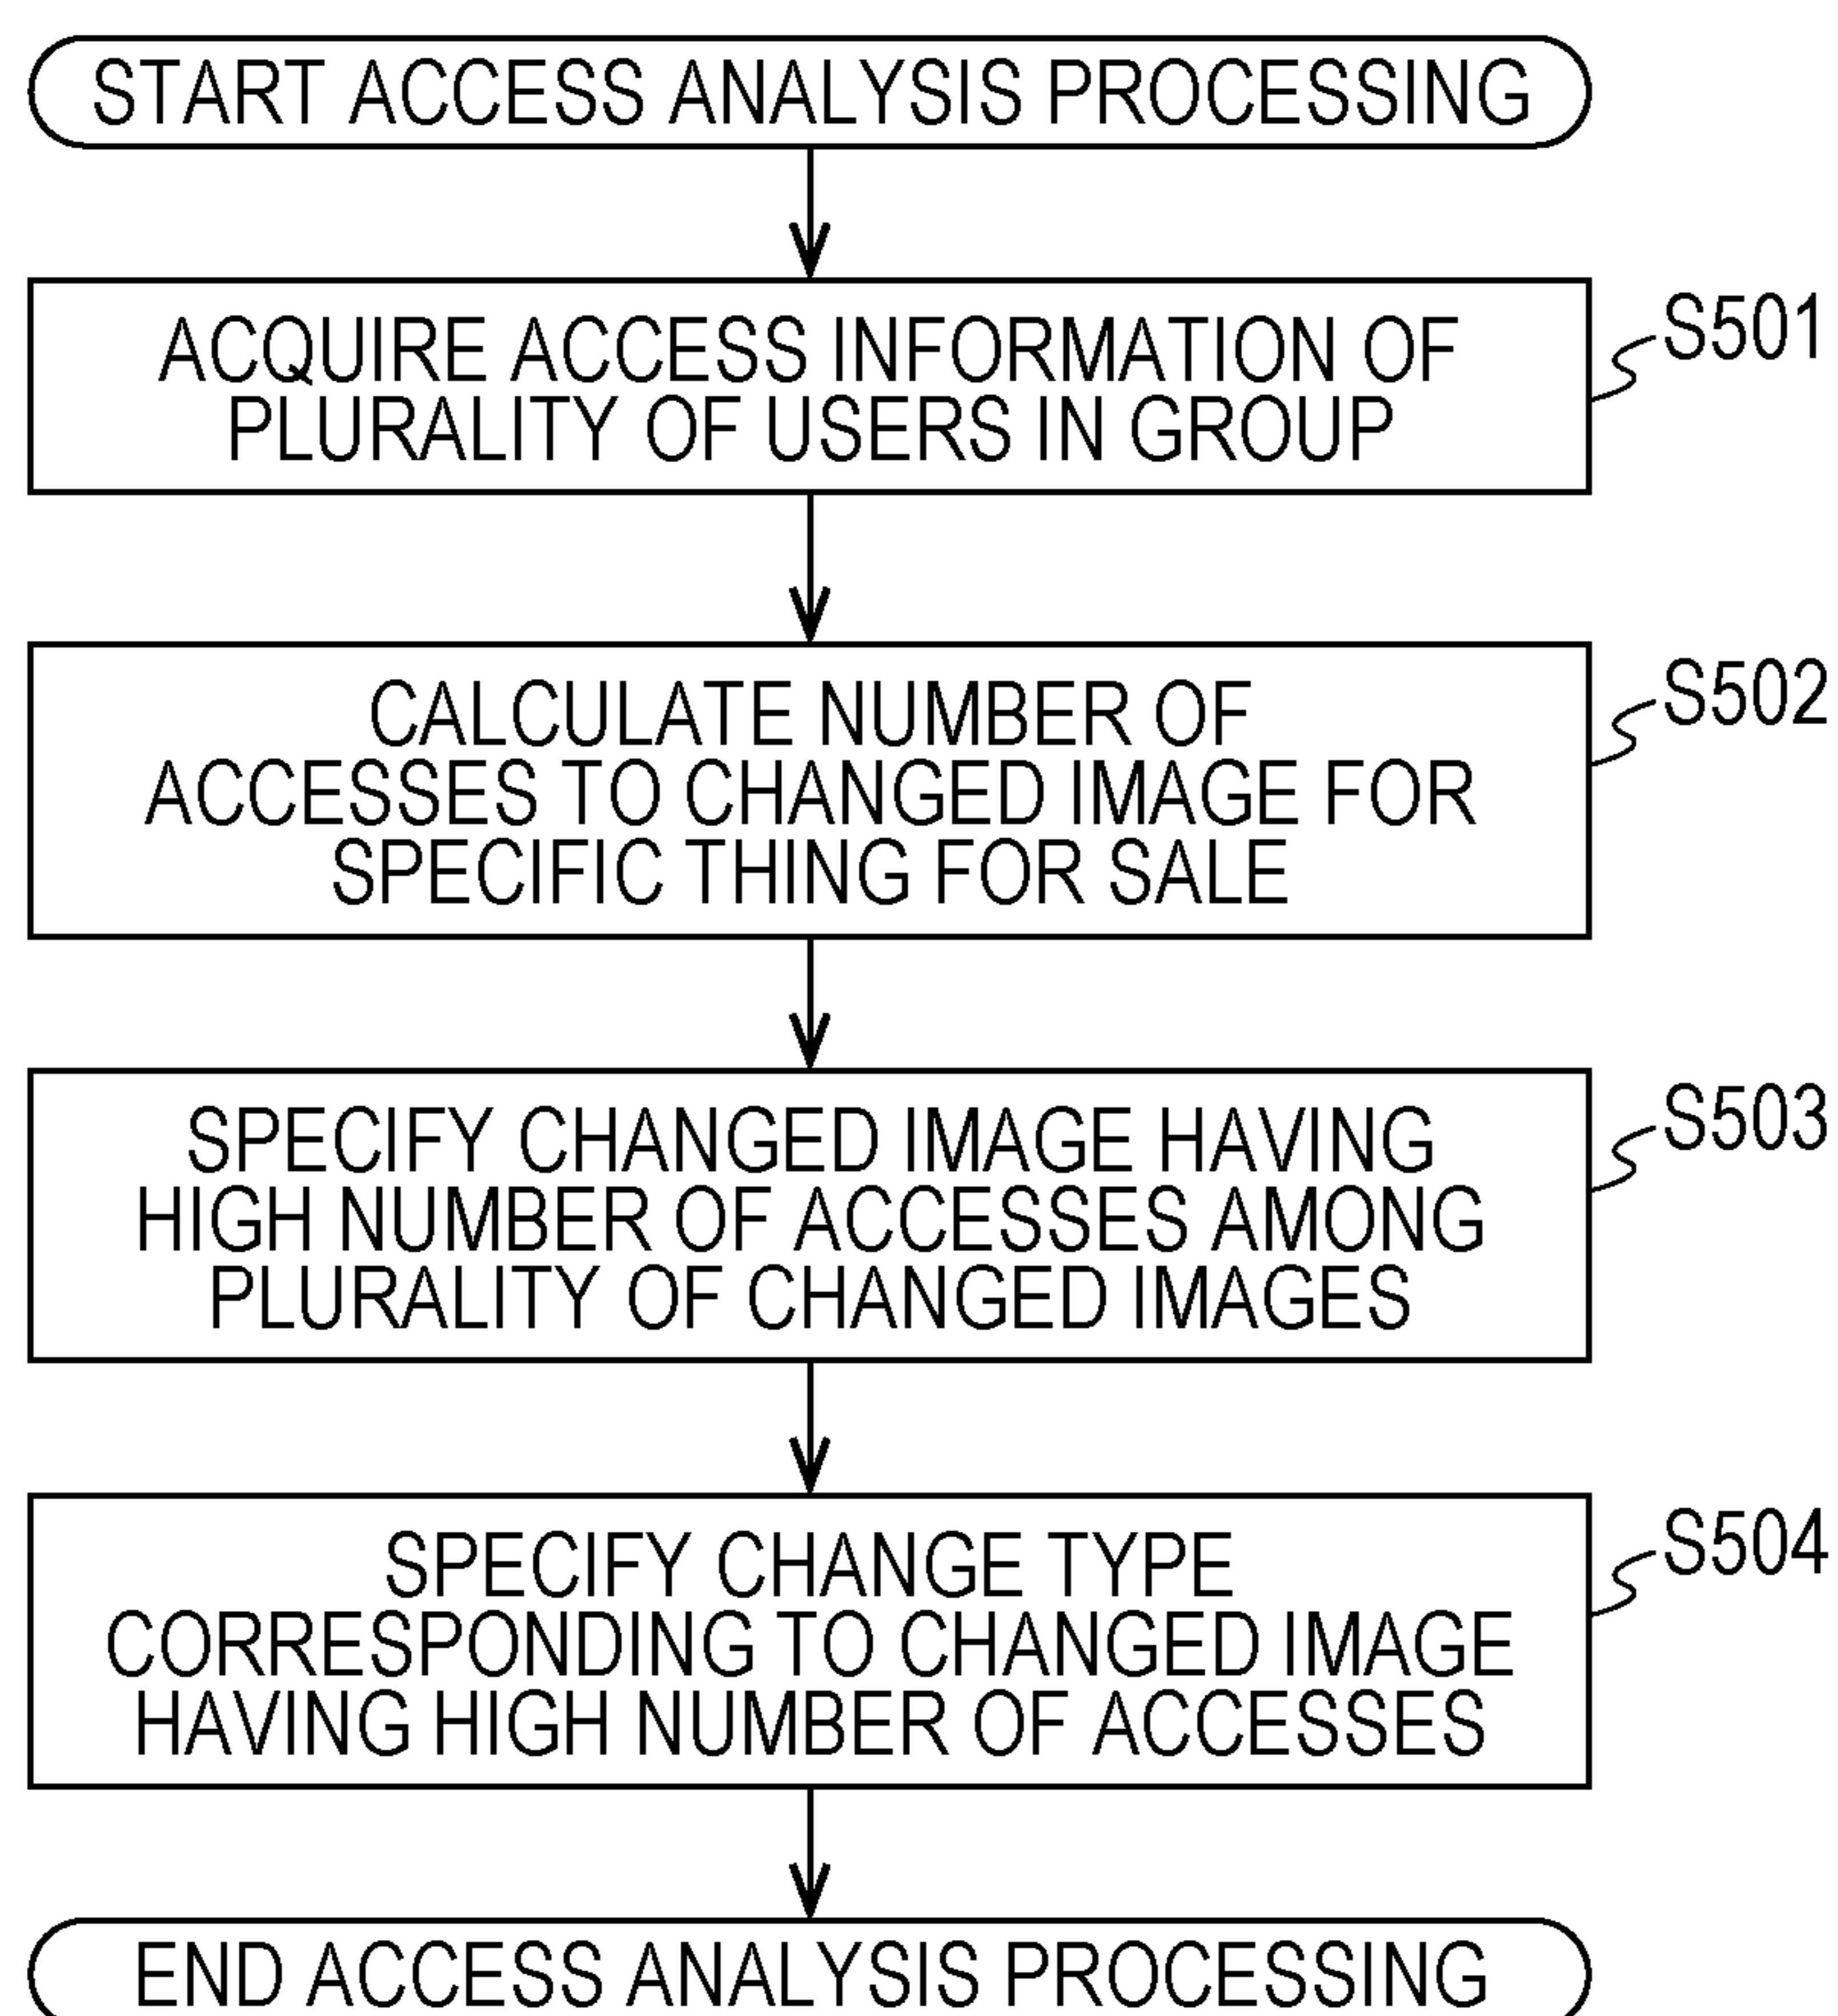 START ACCESS ANALYSIS PROCESSING
ACQUIRE ACCESS INFORMATION OF
PLURALITY OF USERS IN GROUP
S501
CALCULATE NUMBER OF
ACCESSES TO CHANGED IMAGE FOR
SPECIFIC THING FOR SALE
S502
SPECIFY CHANGED IMAGE HAVING
HIGH NUMBER OF ACCESSES AMONG
PLURALITY OF CHANGED IMAGES
S503
SPECIFY CHANGE TYPE
CORRESPONDING TO CHANGED IMAGE
HAVING HIGH NUMBER OF ACCESSES
S504
END ACCESS ANALYSIS PROCESSING